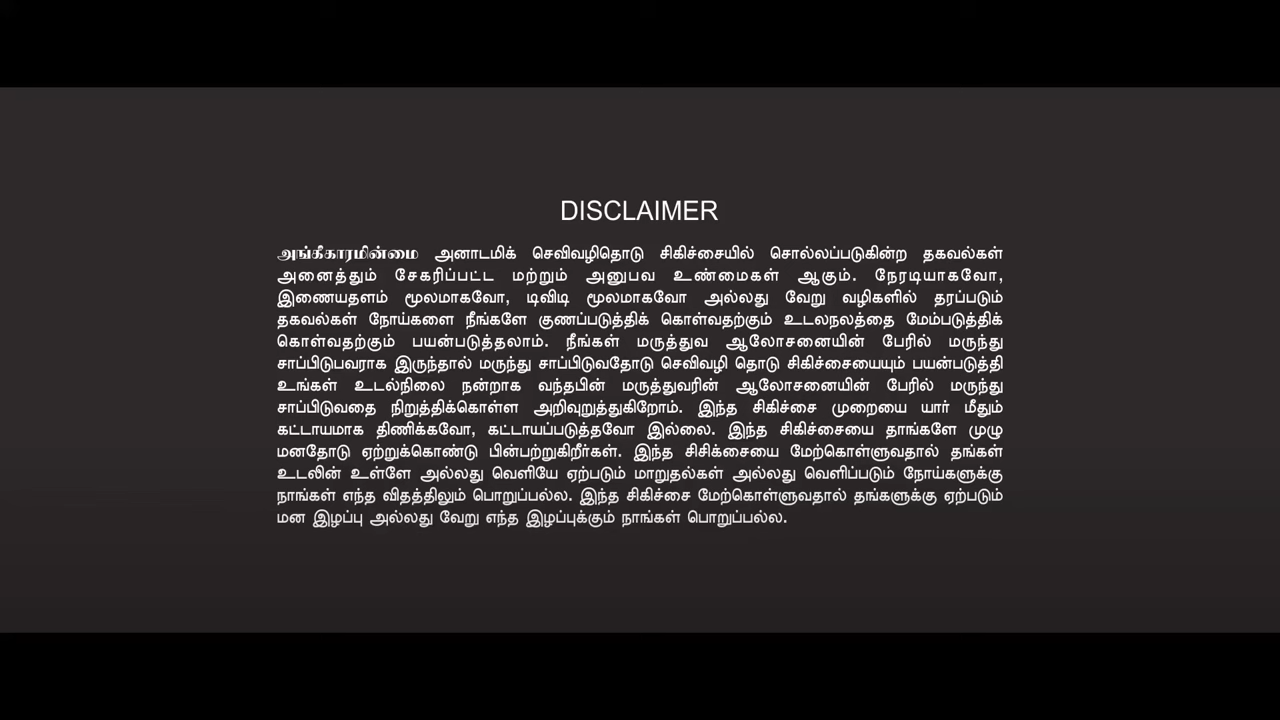 DISCLAIMER
அங்கீகாரமின்மை அனாடமிக் செவிவழிதொடு சிகிச்சையில் சொல்லப்படுகின்ற தகவல்கள்
அனைத்தும் சேகரிப்பட்ட மற்றும் அனுபவ உண்மைகள் ஆகும். நேரடியாகவோ,
இணையதளம் மூலமாகவோ, டிவிடி மூலமாகவோ அல்லது வேறு வழிகளில் தரப்படும்
தகவல்கள் நோய்களை நீங்களே குணப்படுத்திக் கொள்வதற்கும் உடலநலத்தை மேம்படுத்திக்
கொள்வதற்கும் பயன்படுத்தலாம். நீங்கள் மருத்துவ ஆலோசனையின் பேரில் மருந்து
சாப்பிடுபவராக இருந்தால் மருந்து சாப்பிடுவதோடு செவிவழி தொடு சிகிச்சையையும் பயன்படுத்தி
உங்கள் உடல்நிலை நன்றாக வந்தபின் மருத்துவரின் ஆலோசனையின் பேரில் மருந்து
சாப்பிடுவதை நிறுத்திக்கொள்ள அறிவுறுத்துகிறோம். இந்த சிகிச்சை முறையை யார் மீதும்
கட்டாயமாக திணிக்கவோ, கட்டாயப்படுத்தவோ இல்லை. இந்த சிகிச்சையை தாங்களே முழு
மனதோடு ஏற்றுக்கொண்டு பின்பற்றுகிறீர்கள். இந்த சிசிக்சையை மேற்கொள்ளுவதால் தங்கள்
உடலின் உள்ளே அல்லது வெளியே ஏற்படும் மாறுதல்கள் அல்லது வெளிப்படும் நோய்களுக்கு
நாங்கள் எந்த விதத்திலும் பொறுப்பல்ல. இந்த சிகிச்சை மேற்கொள்ளுவதால் தங்களுக்கு ஏற்படும்
மன இழப்பு அல்லது வேறு எந்த இழப்புக்கும் நாங்கள் பொறுப்பல்ல.